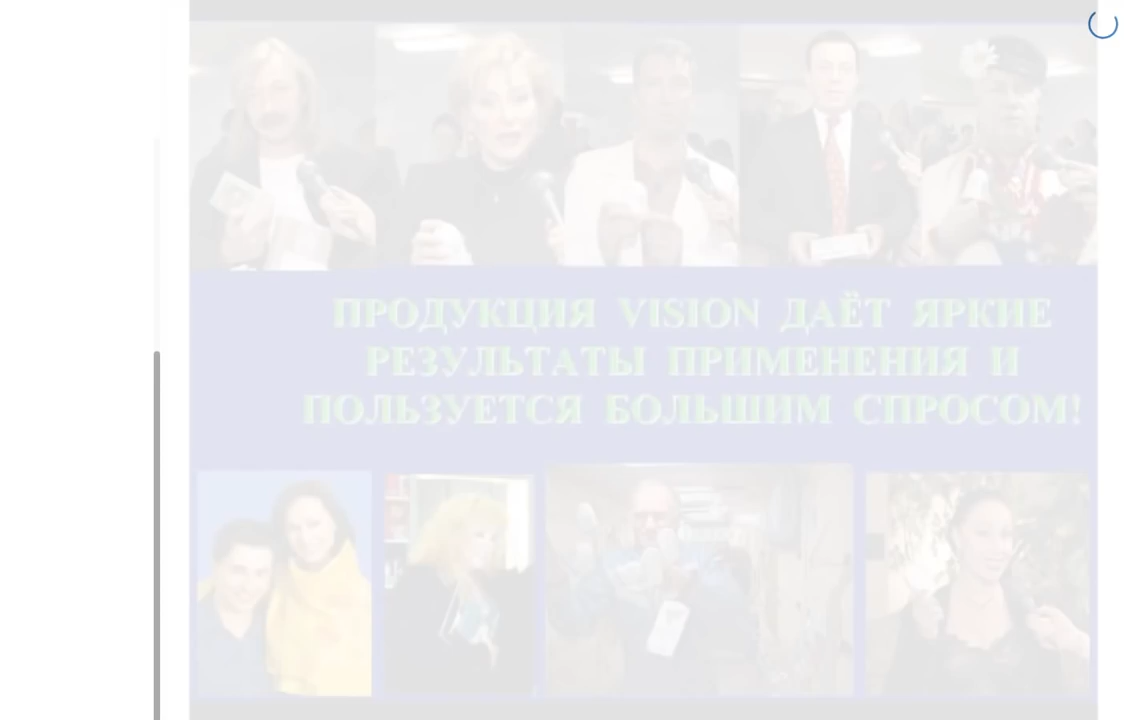 ПРОДУКЦИЯ VISION ДАЁТ ЯРКИЕ
РЕЗУЛЬТАТЫ ПРИМЕНЕНИЯ И
ПОЛЬЗУЕТСЯ БОЛЬШИМ СПРОСОМ!